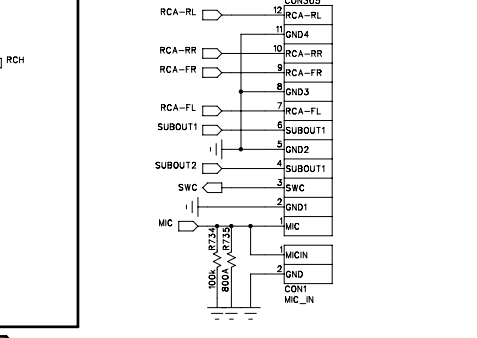 CON365
RCA-RL 12 RCA-RL
11 GND4
RCA-RR 10 RCA-RR
RCH
RCA-FR 9 RCA-FR
8 GND3
RCA-FL 7 RCA-FL
SUBOUT1 6 SUBOUT1
5 GND2
SUBOUT2 4 SUBOUT1
SWC 3 SWC
2 GND1
MIC 1 MIC
R734
R735
100k
800A
1 MICIN
2 GND
CON1
MIC_IN